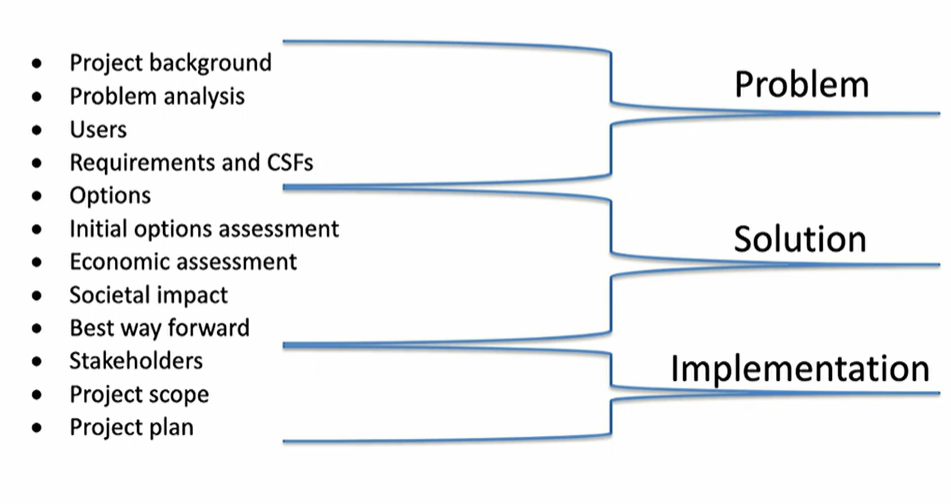 Project background
Problem analysis
Users
Requirements and CSFs
Options
Initial options assessment
Economic assessment
Societal impact
Best way forward
Stakeholders
Project scope
Project plan
Problem
Solution
Implementation